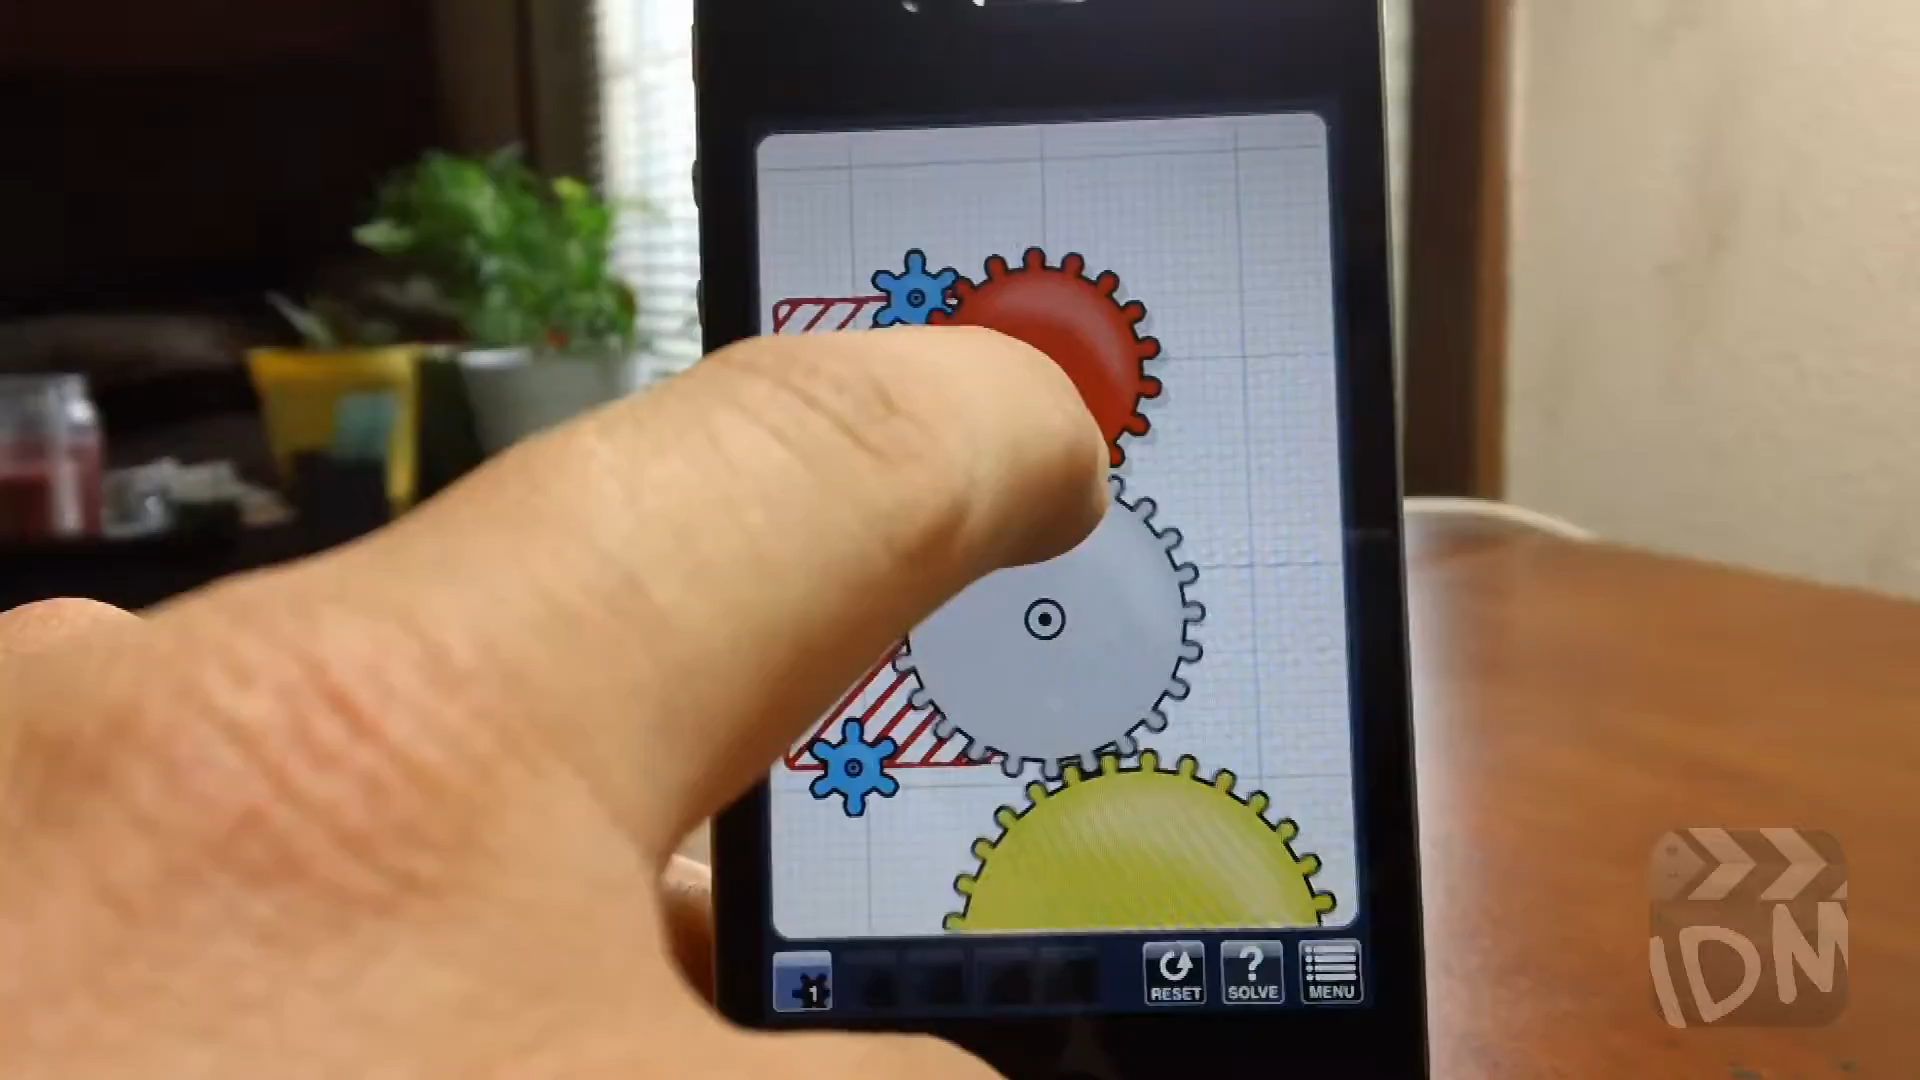 1
RESET
?
SOLVE
MENU
IDM